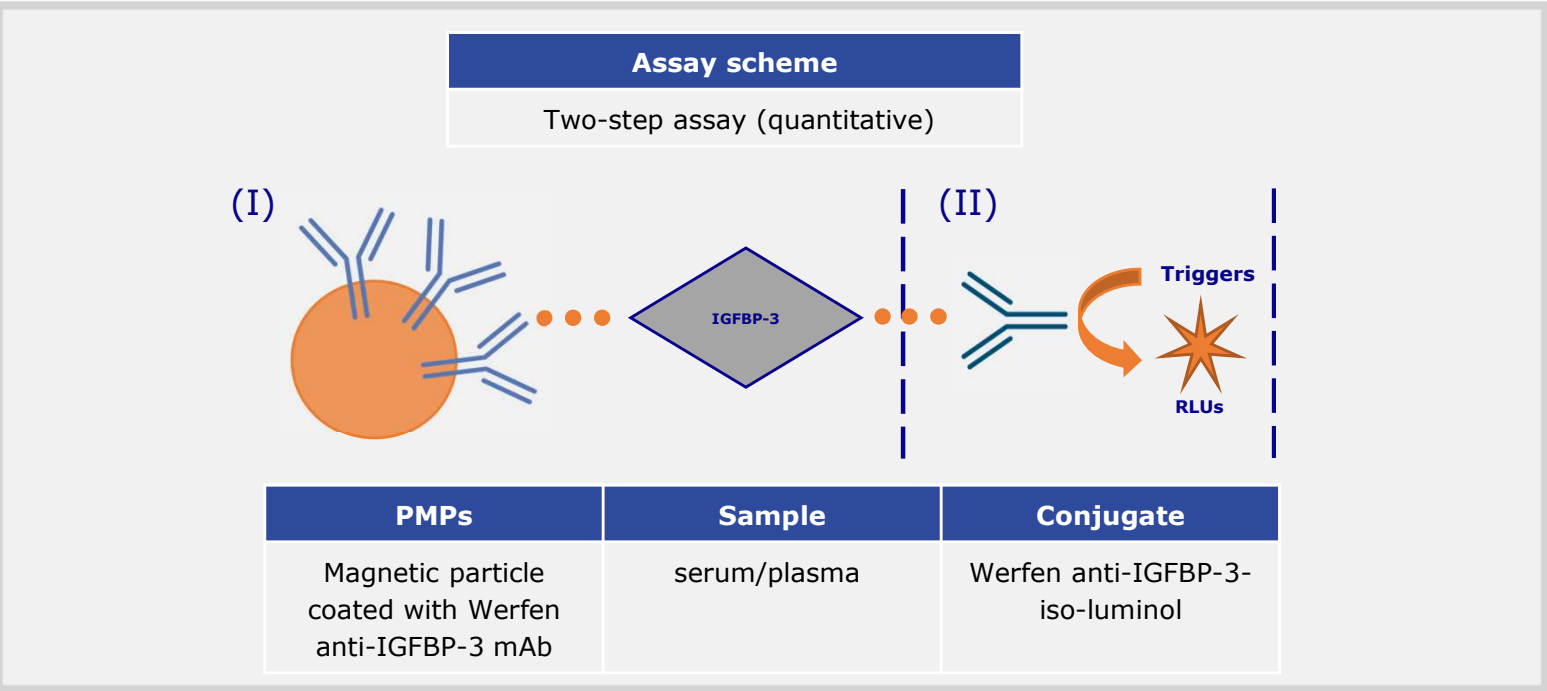 Assay scheme
Two-step assay (quantitative)
(I)
(II)
Triggers
IGFBP-3
RLUs
PMPs
Sample
Conjugate
Magnetic particle
coated with Werfen
anti-IGFBP-3 mAb
serum/plasma
Werfen anti-IGFBP-3-
iso-luminol